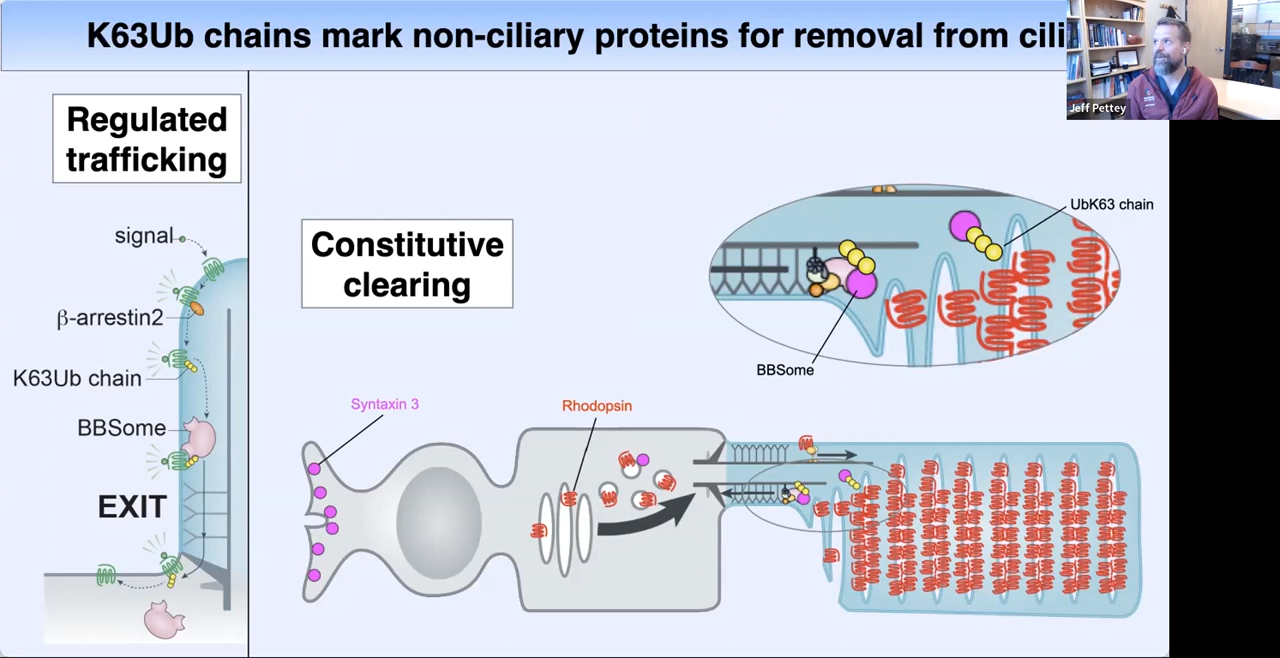 K63Ub chains mark non-ciliary proteins for removal from cili
Jeff Pettey
Regulated
trafficking
signal
β-arrestin2
K63Ub chain
BBSome
EXIT
Constitutive
clearing
UbK63 chain
BBSome
Syntaxin 3
Rhodopsin